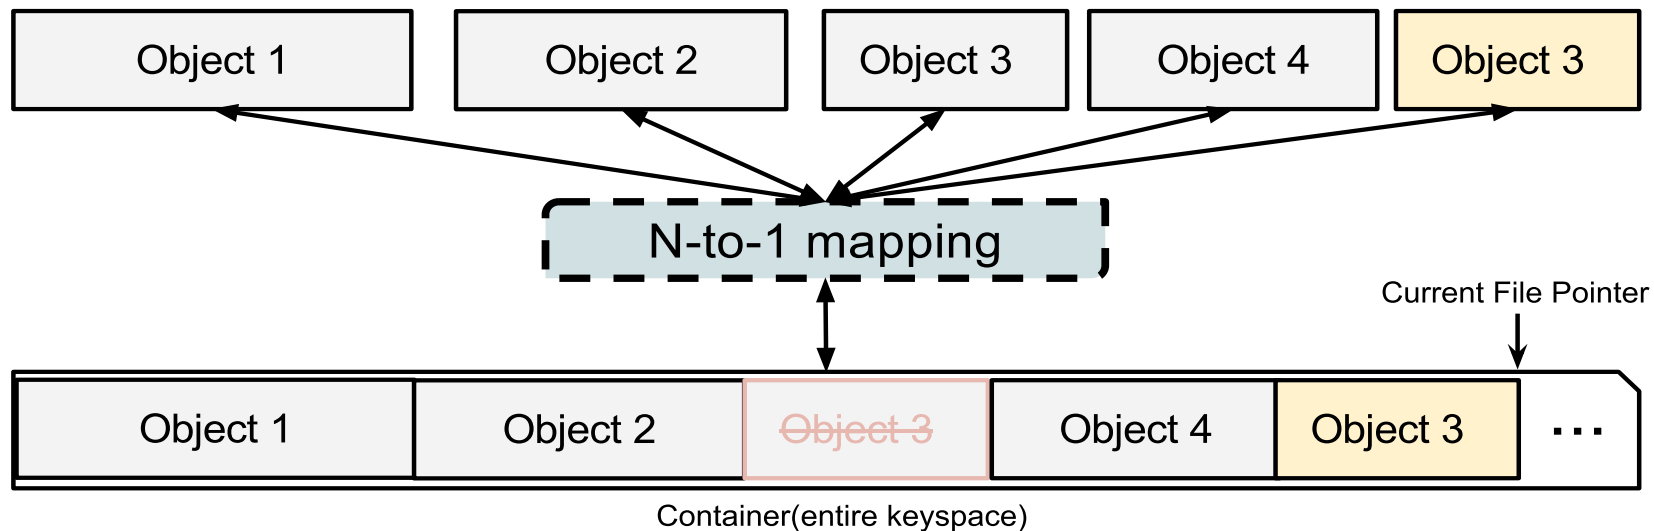 Object 1
Object 2
Object 3
Object 4
Object 3
N-to-1 mapping
Current File Pointer
Object 1
Object 2
Object 3
Object 4
Object 3
...
Container(entire keyspace)